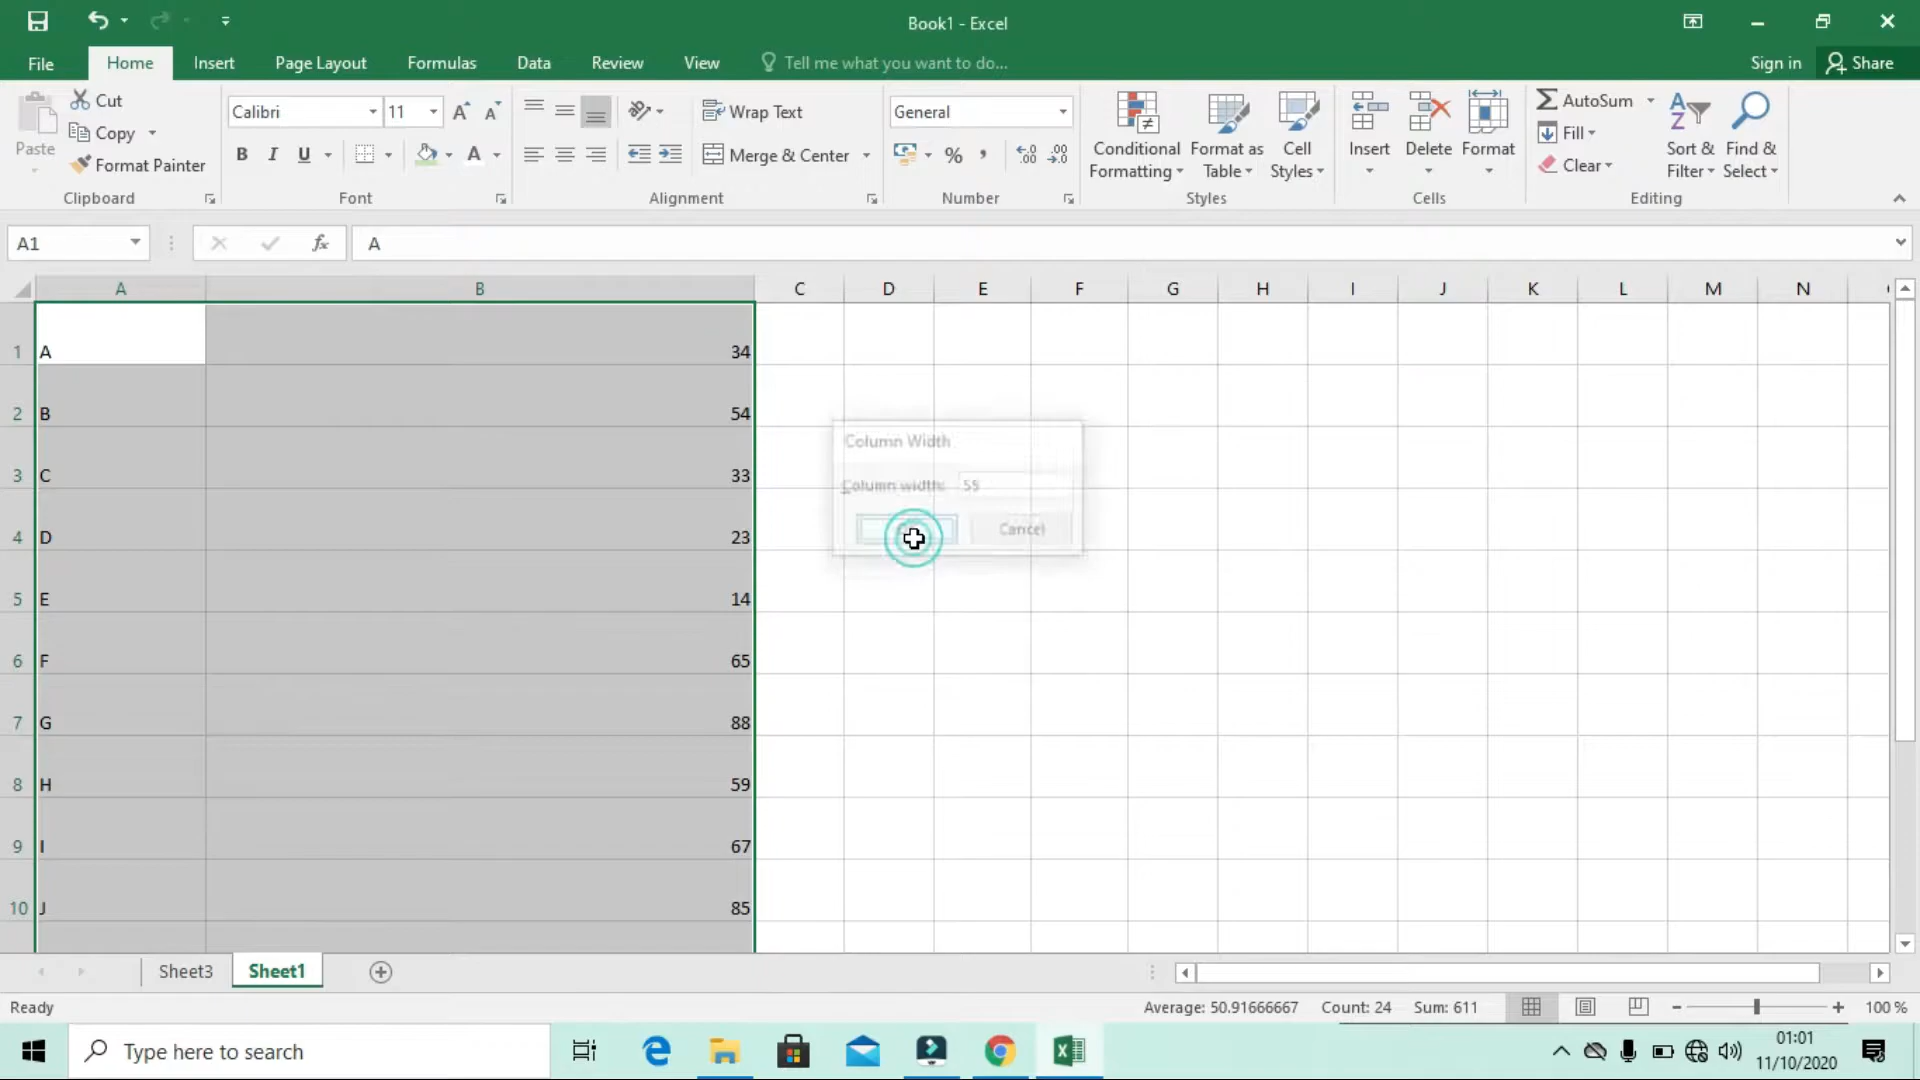 Book1 - Excel
File Home Insert Page Layout Formulas Data Review View Tell me what you want to do... Sign in Share
Paste
Cut
Copy
Format Painter
Clipboard
Calibri 11
B I U A
Font
Wrap Text
Merge & Center
Alignment
General
% ,
Number
Conditional Formatting
Format as Table
Cell Styles
Styles
Insert
Delete
Format
Cells
AutoSum
Fill
Clear
Sort & Filter
Find & Select
Editing
A1 fx A
A B C D E F G H I J K L M N
1 A 34
2 B 54
3 C 33
4 D 23
5 E 14
6 F 65
7 G 88
8 H 59
9 I 67
10 J 85
Column Width
Column width: 55
Cancel
Sheet3 Sheet1
Ready Average: 50.91666667 Count: 24 Sum: 611 100 %
Type here to search
01:01
11/10/2020